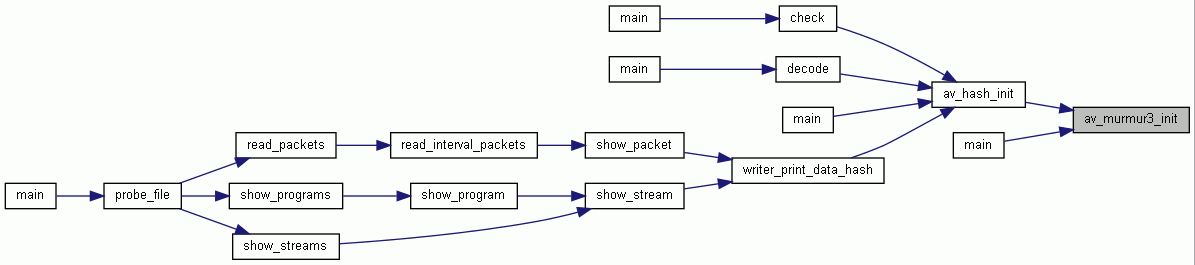 main
check
main
decode
av_hash_init
main
av_murmur3_init
main
read_packets
read_interval_packets
show_packet
writer_print_data_hash
main
probe_file
show_programs
show_program
show_stream
show_streams